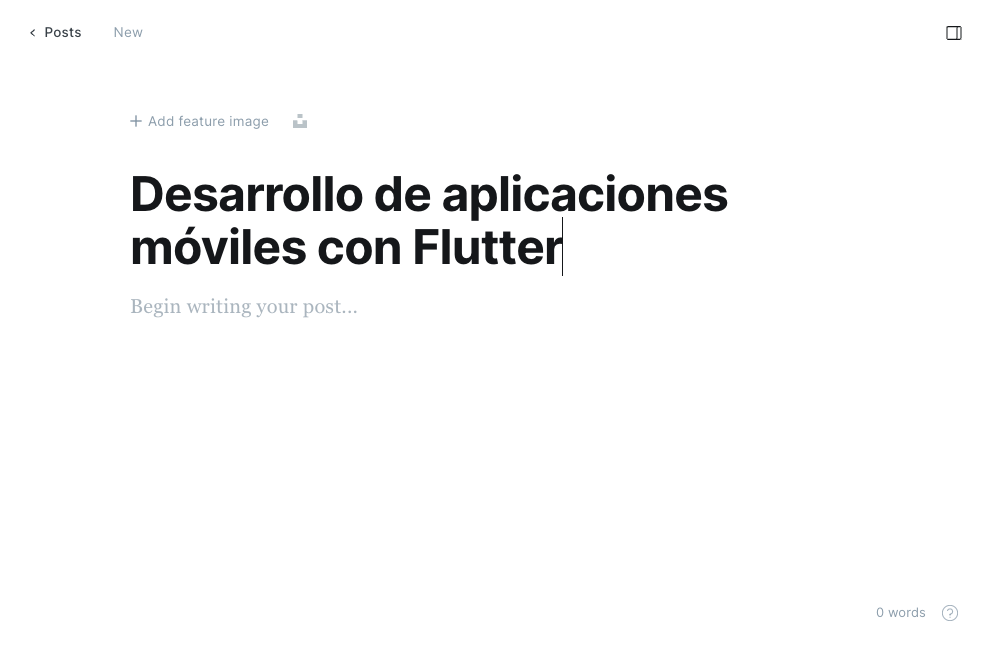 Posts New
Add feature image
Desarrollo de aplicaciones
móviles con Flutter
Begin writing your post...
0 words